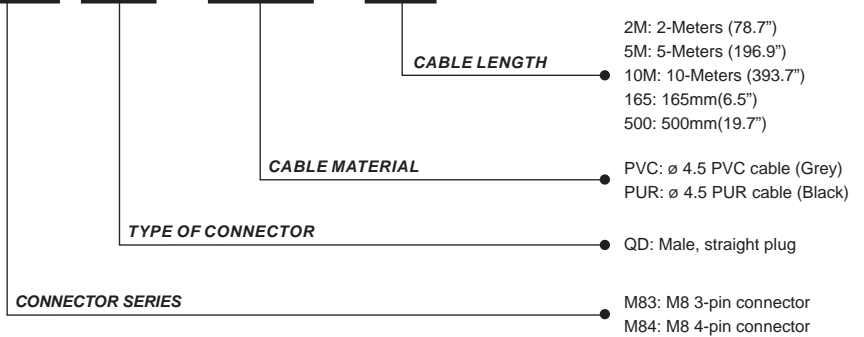 2M: 2-Meters (78.7”)
5M: 5-Meters (196.9”)
CABLE LENGTH
10M: 10-Meters (393.7”)
165: 165mm(6.5”)
500: 500mm(19.7”)
CABLE MATERIAL
PVC: ø 4.5 PVC cable (Grey)
PUR: ø 4.5 PUR cable (Black)
TYPE OF CONNECTOR
QD: Male, straight plug
CONNECTOR SERIES
M83: M8 3-pin connector
M84: M8 4-pin connector